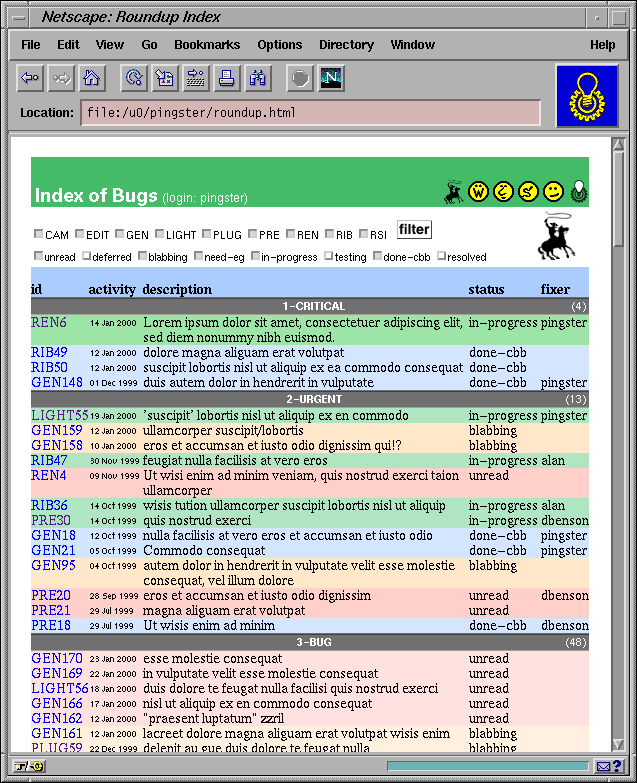 Netscape: Roundup Index
File Edit View Go Bookmarks Options Directory Window Help
N
Location: file:/u0/pingster/roundup.html
Index of Bugs (login: pingster)
CAM EDIT GEN LIGHT PLUG PRE REN RIB RSI filter
unread deferred blabbing need-eg in-progress testing done-cbb resolved
id activity description status fixer
1-CRITICAL (4)
REN6 14 Jan 2000 Lorem ipsum dolor sit amet, consectetuer adipiscing elit, in-progress pingster
sed diem nonummy nibh euismod.
RIB49 12 Jan 2000 dolore magna aliguam erat volutpat done-cbb
RIB50 12 Jan 2000 suscipit lobortis nisl ut aliquip ex ea commodo consequat done-cbb
GEN148 01 Dec 1999 duis autem dolor in hendrerit in vulputate done-cbb pingster
2-URGENT (13)
LIGHT55 19 Jan 2000 'suscipit' lobortis nisl ut aliquip ex en commodo in-progress pingster
GEN159 12 Jan 2000 ullamcorper suscipit/lobortis blabbing
GEN158 10 Jan 2000 eros et accumsan et iusto odio dignissim qui!? blabbing
RIB47 30 Nov 1999 feugiat nulla facilisis at vero eros in-progress alan
REN4 09 Nov 1999 Ut wisi enim ad minim veniam, quis nostrud exerci taion unread
ullamcorper
RIB36 14 Oct 1999 wisis tution ullamcorper suscipit lobortis nisl ut aliquip in-progress alan
PRE30 14 Oct 1999 quis nostrud exerci in-progress dbenson
GEN18 12 Oct 1999 nulla facilisis at vero eros et accumsan et iusto odio done-cbb pingster
GEN21 05 Oct 1999 Commodo consequat done-cbb pingster
GEN95 04 Oct 1999 autem dolor in hendrerit in vulputate velit esse molestie blabbing
consequat, vel illum dolore
PRE20 28 Sep 1999 eros et accumsan et iusto odio dignissim unread dbenson
PRE21 29 Jul 1999 magna aliguam erat volutpat unread
PRE18 29 Jul 1999 Ut wisis enim ad minim done-cbb dbenson
3-BUG (48)
GEN170 23 Jan 2000 esse molestie consequat unread
GEN169 22 Jan 2000 in vulputate velit esse molestie consequat unread
LIGHT56 18 Jan 2000 duis dolore te feugat nulla facilisi quis nostrud exerci unread
GEN166 17 Jan 2000 nisl ut aliquip ex en commodo consequat unread
GEN162 12 Jan 2000 "praesent luptatum" zzril unread
GEN161 12 Jan 2000 lacreet dolore magna aliguam erat volutpat wisis enim blabbing
PLUG59 22 Dec 1999 delenit au gue duis dolore te feugat nulla blabbing